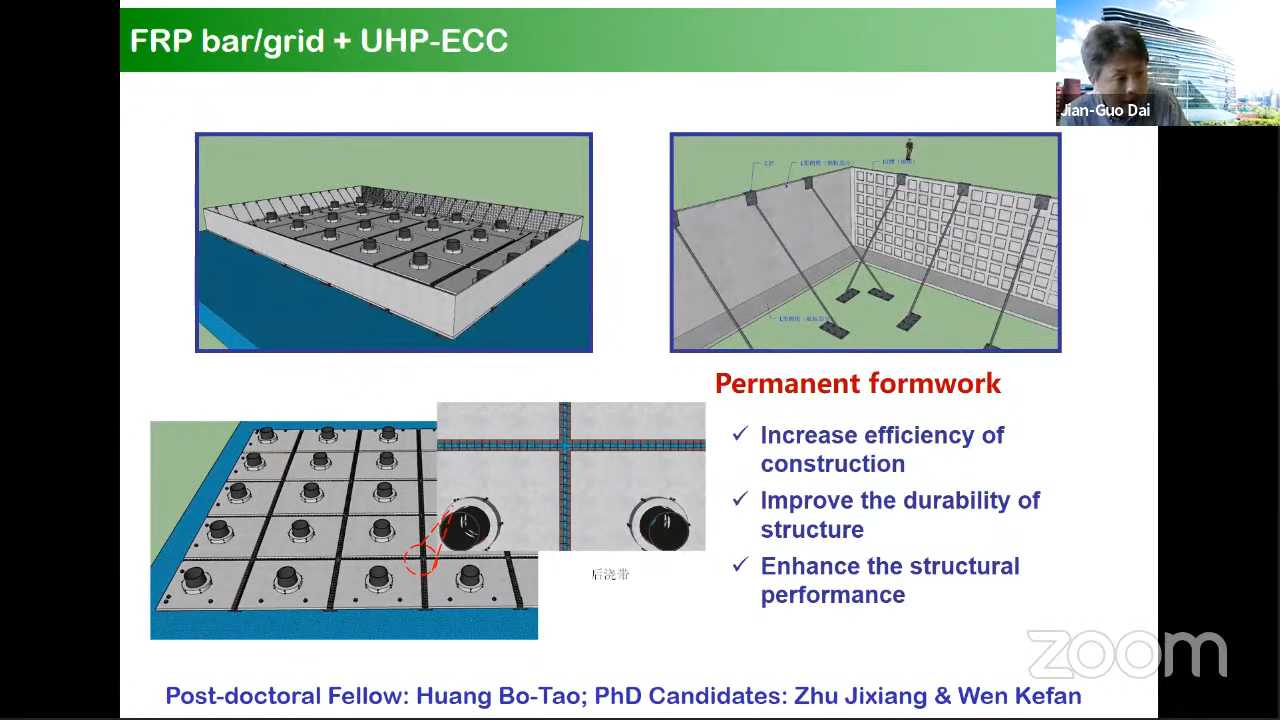 FRP bar/grid + UHP-ECC
Jian-Guo Dai
Permanent formwork
✓ Increase efficiency of
construction
✓ Improve the durability of
structure
✓ Enhance the structural
performance
后浇带
zoom
Post-doctoral Fellow: Huang Bo-Tao; PhD Candidates: Zhu Jixiang & Wen Kefan